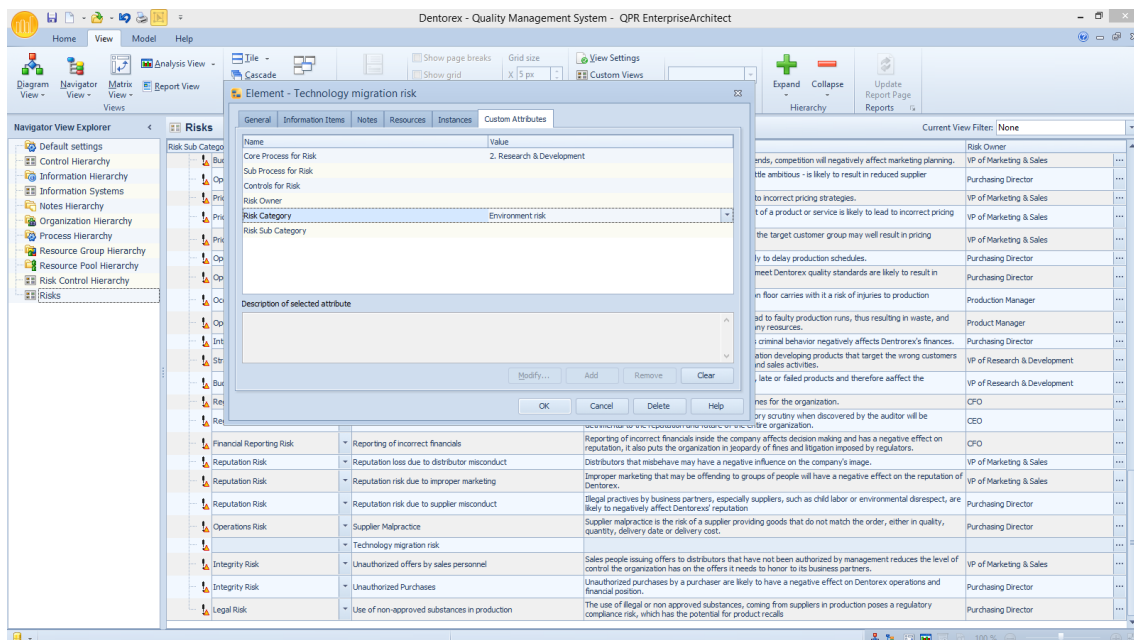 Dentorex - Quality Management System - QPR EnterpriseArchitect
Home View Model Help
Diagram View
Navigator View
Matrix View
Analysis View
Report View
Views
Tile
Cascade
Show page breaks
Show grid
Grid size
X 5 px
View Settings
Custom Views
Expand
Collapse
Hierarchy
Update Report Page
Reports
Navigator View Explorer
Default settings
Control Hierarchy
Information Hierarchy
Information Systems
Notes Hierarchy
Organization Hierarchy
Process Hierarchy
Resource Group Hierarchy
Resource Pool Hierarchy
Risk Control Hierarchy
Risks
Risks
Current View Filter: None
Risk Sub Catego
Risk Owner
Element - Technology migration risk
General Information Items Notes Resources Instances Custom Attributes
Name Value
Core Process for Risk 2. Research & Development
Sub Process for Risk
Controls for Risk
Risk Owner
Risk Category Environment risk
Risk Sub Category
Description of selected attribute
Modify... Add Remove Clear
OK Cancel Delete Help
ends, competition will negatively affect marketing planning. VP of Marketing & Sales
ttle ambitious - is likely to result in reduced supplier Purchasing Director
to incorrect pricing strategies. VP of Marketing & Sales
t of a product or service is likely to lead to incorrect pricing VP of Marketing & Sales
the target customer group may well result in pricing VP of Marketing & Sales
ly to delay production schedules. Purchasing Director
meet Dentorex quality standards are likely to result in Purchasing Director
n floor carries with it a risk of injuries to production Production Manager
ad to faulty production runs, thus resulting in waste, and
ny reosurces. Product Manager
s criminal behavior negatively affects Dentrorex's finances. Purchasing Director
ation developing products that target the wrong customers
nd sales activities. VP of Research & Development
, late or failed products and therefore aaffect the VP of Research & Development
nes for the organization. CFO
ory scrutiny when discovered by the auditor will be CEO
Financial Reporting Risk Reporting of incorrect financials Reporting of incorrect financials inside the company affects decision making and has a negative effect on
reputation, it also puts the organization in jeopardy of fines and litigation imposed by regulators. CFO
Reputation Risk Reputation loss due to distributor misconduct Distributors that misbehave may have a negative influence on the company's image. VP of Marketing & Sales
Reputation Risk Reputation risk due to improper marketing Improper marketing that may be offending to groups of people will have a negative effect on the reputation of
Dentorex. VP of Marketing & Sales
Reputation Risk Reputation risk due to supplier misconduct Illegal practives by business partners, especially suppliers, such as child labor or environmental disrespect, are
likely to negatively affect Dentorexs' reputation Purchasing Director
Operations Risk Supplier Malpractice Supplier malpractice is the risk of a supplier providing goods that do not match the order, either in quality,
quantity, delivery date or delivery cost. Purchasing Director
Technology migration risk
Integrity Risk Unauthorized offers by sales personnel Sales people issuing offers to distributors that have not been authorized by management reduces the level of
control the organization has on the offers it needs to honor to its business partners. VP of Marketing & Sales
Integrity Risk Unauthorized Purchases Unauthorized purchases by a purchaser are likely to have a negative effect on Dentorex operations and
financial position. Purchasing Director
Legal Risk Use of non-approved substances in production The use of illegal or non approved substances, coming from suppliers in production poses a regulatory
compliance risk, which has the potential for product recalls Purchasing Director
100 %